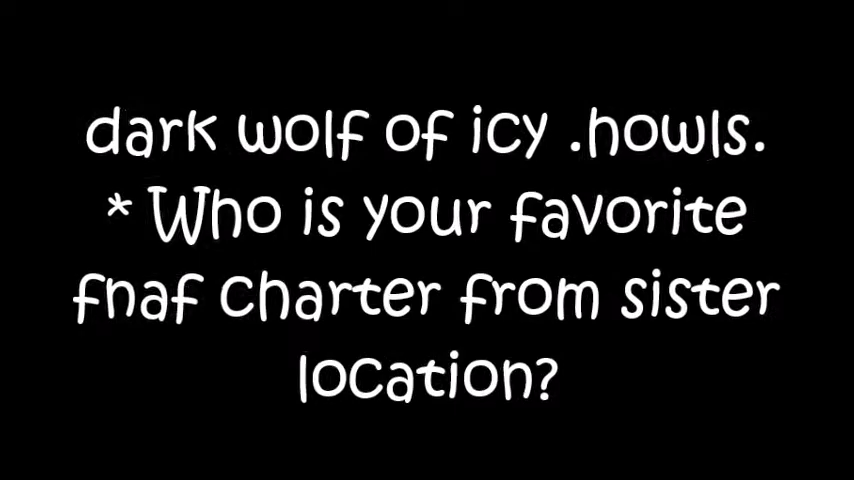 dark wolf of icy .howls.
* Who is your favorite
fnaf charter from sister
location?